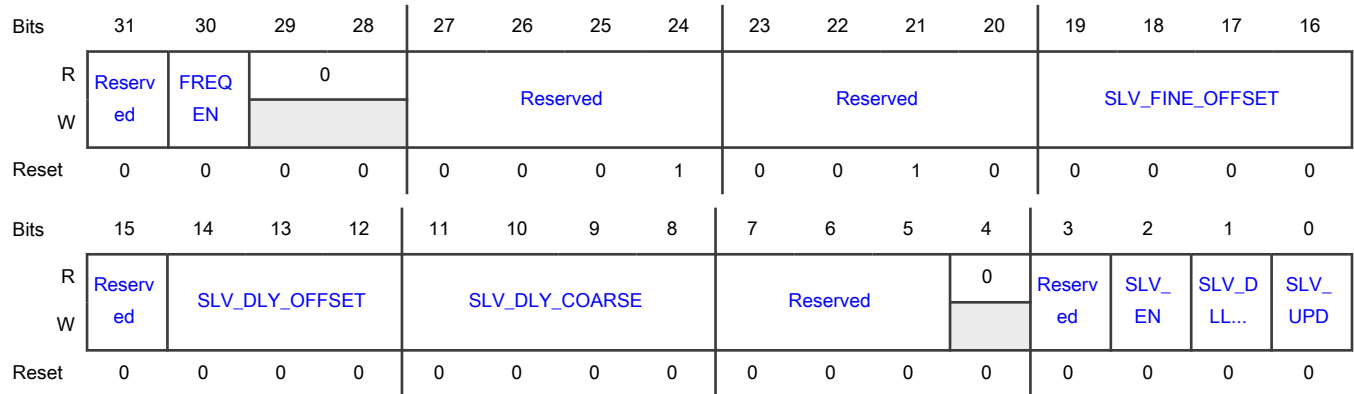 Bits 31 30 29 28 27 26 25 24 23 22 21 20 19 18 17 16
R Reserv FREQ 0 Reserved Reserved SLV_FINE_OFFSET
W ed EN
Reset 0 0 0 0 0 0 0 1 0 0 1 0 0 0 0 0
Bits 15 14 13 12 11 10 9 8 7 6 5 4 3 2 1 0
R Reserv SLV_DLY_OFFSET SLV_DLY_COARSE Reserved 0 Reserv SLV_ SLV_D SLV_
W ed ed EN LL... UPD
Reset 0 0 0 0 0 0 0 0 0 0 0 0 0 0 0 0